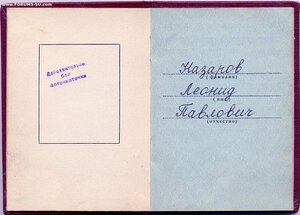 www.FORUMS-SU.com
Действительно
без
фотокарточки
Назаров
(фамилия)
Леонид
(имя)
Павлович
(отчество)